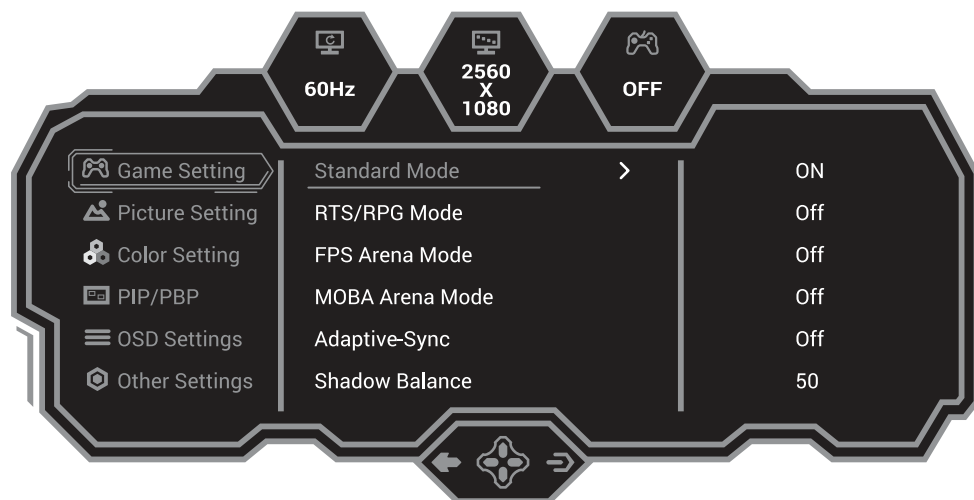 60Hz
2560
X
1080
OFF
Game Setting
Standard Mode
ON
Picture Setting
RTS/RPG Mode
Off
Color Setting
FPS Arena Mode
Off
PIP/PBP
MOBA Arena Mode
Off
OSD Settings
Adaptive-Sync
Off
Other Settings
Shadow Balance
50